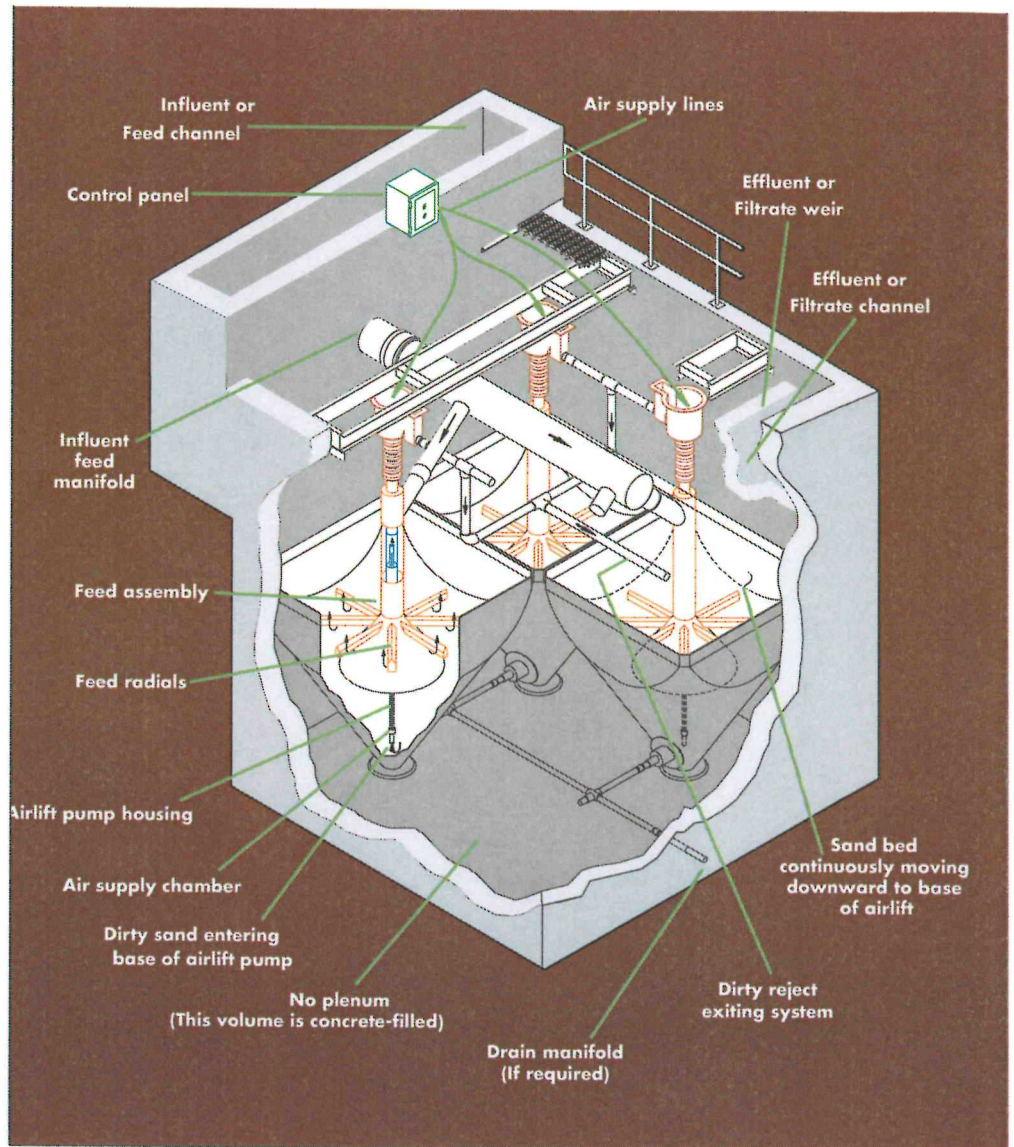 Influent or
Feed channel
Air supply lines
Control panel
Effluent or
Filtrate weir
Effluent or
Filtrate channel
Influent
feed
manifold
Feed assembly
Feed radials
Airlift pump housing
Air supply chamber
Dirty sand entering
base of airlift pump
No plenum
(This volume is concrete-filled)
Drain manifold
(If required)
Dirty reject
exiting system
Sand bed
continuously moving
downward to base
of airlift